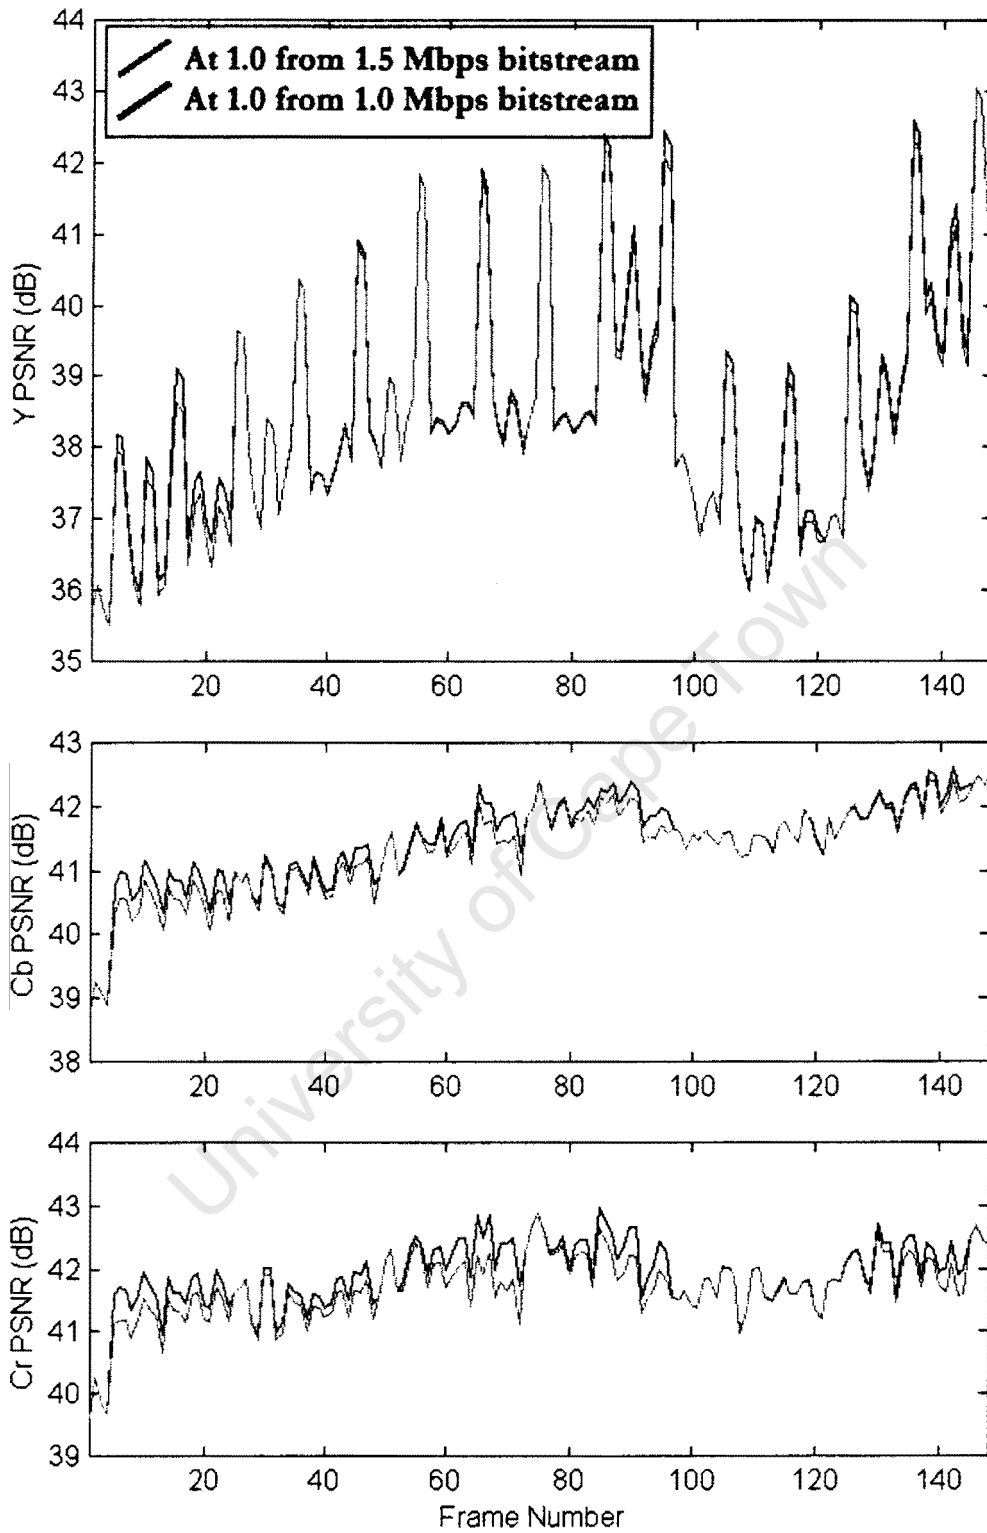 44
43
42
41
40
39
38
37
36
35
Y PSNR (dB)
At 1.0 from 1.5 Mbps bitstream
At 1.0 from 1.0 Mbps bitstream
20 40 60 80 100 120 140
43
42
41
40
39
38
Cb PSNR (dB)
20 40 60 80 100 120 140
44
43
42
41
40
39
Cr PSNR (dB)
20 40 60 80 100 120 140
Frame Number
University of Cape Town